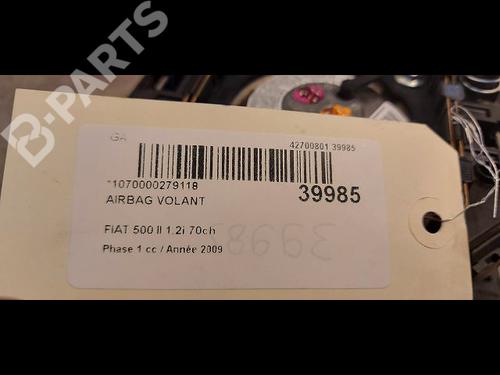 B-PARTS
GA
42700801 39985
*1070000279118
39985
AIRBAG VOLANT
FIAT 500 II 1.2i 70ch
Phase 1 cc / Année 2009
39985